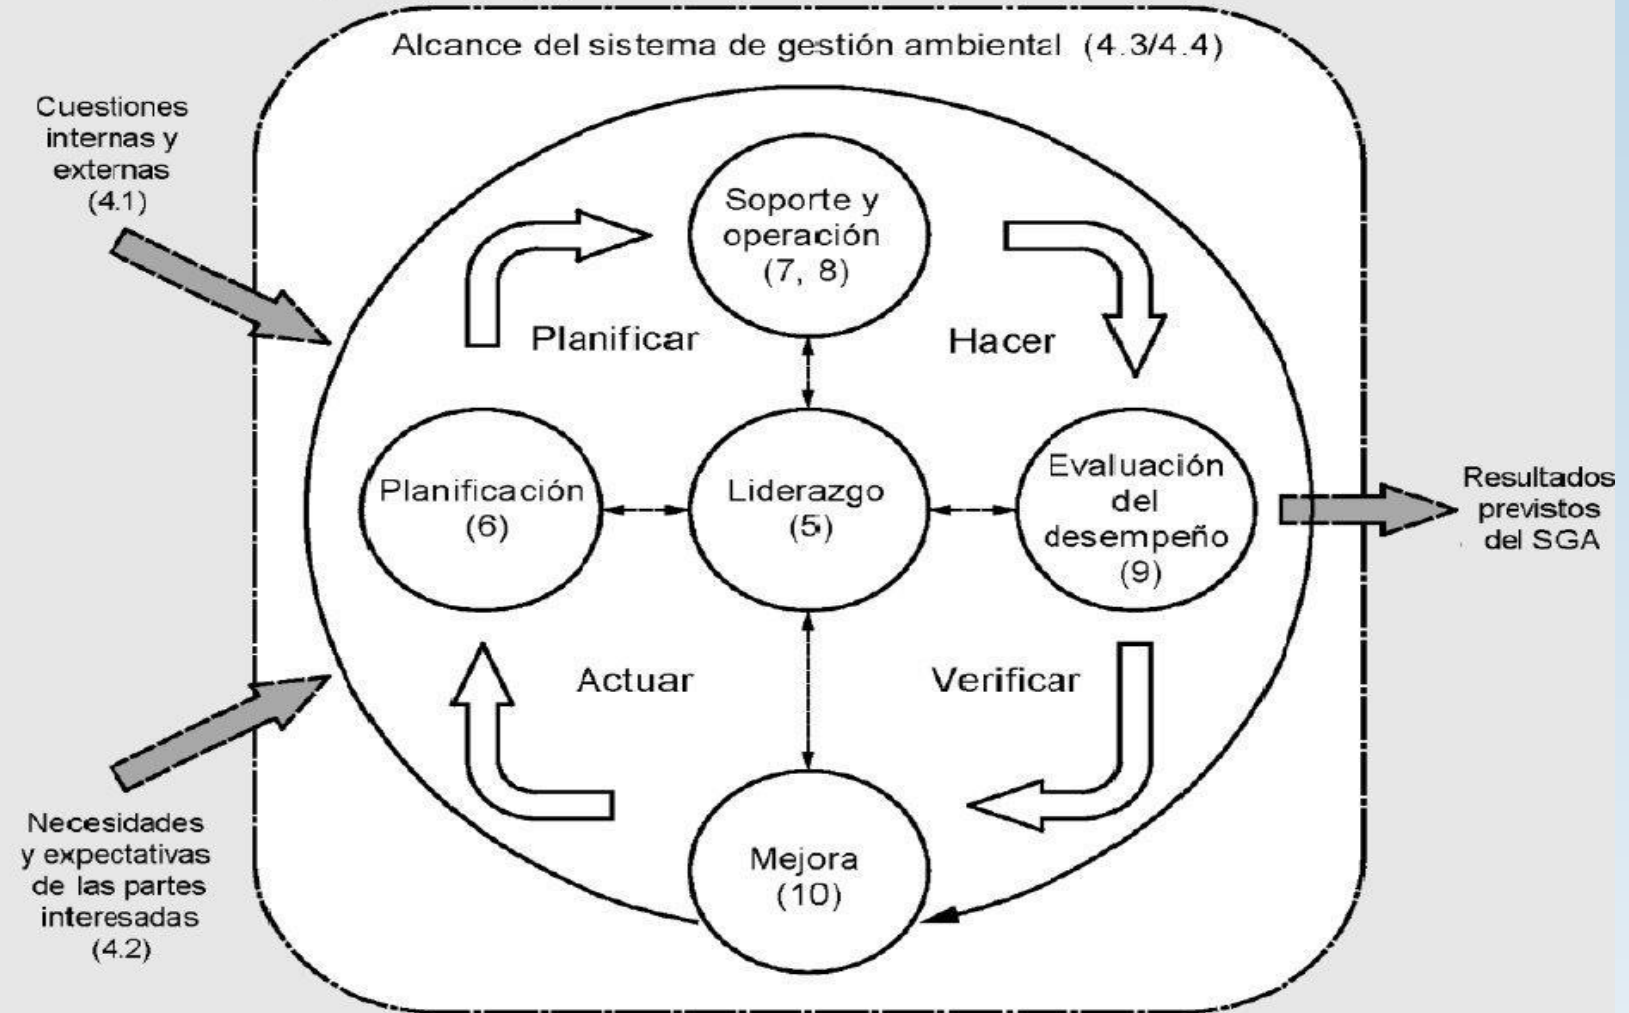 Alcance del sistema de gestión ambiental (4.3/4.4)
Cuestiones
internas y
externas
(4.1)
Soporte y
operación
(7, 8)
Planificar
Hacer
Planificación
(6)
Liderazgo
(5)
Evaluación
del
desempeño
(9)
Resultados
previstos
del SGA
Actuar
Verificar
Necesidades
y expectativas
de las partes
interesadas
(4.2)
Mejora
(10)